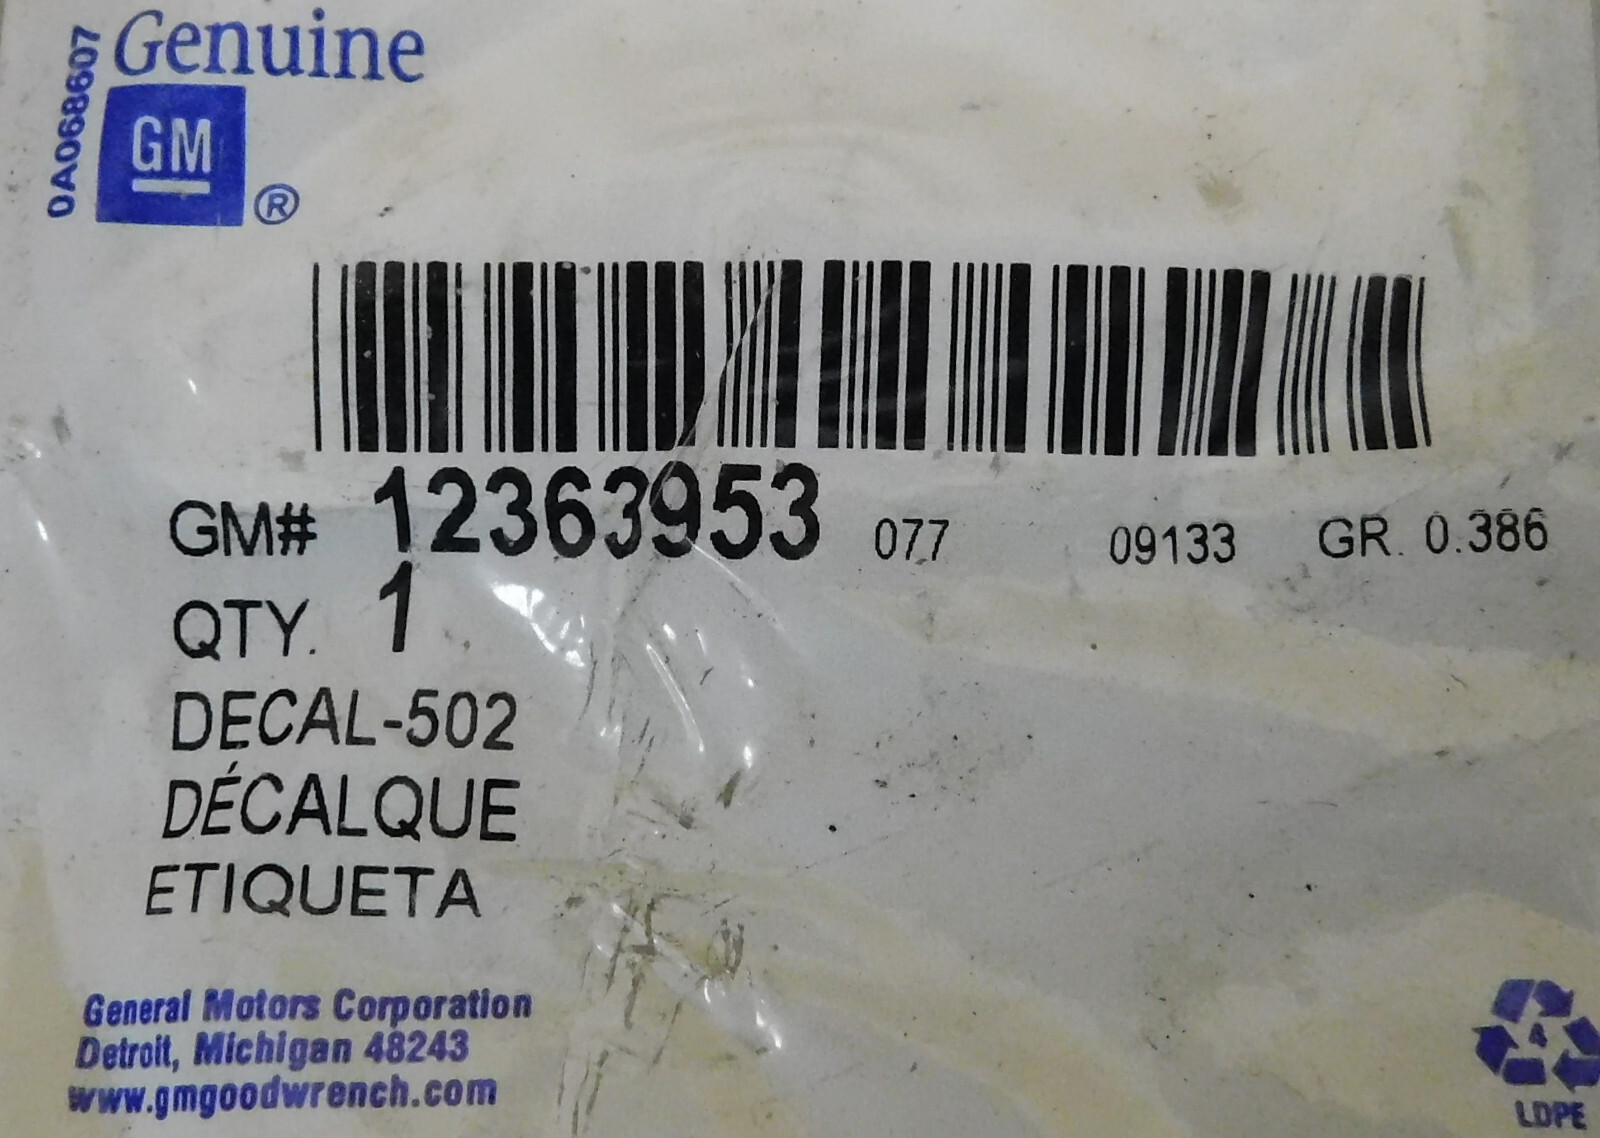 0A068607
Genuine
GM ®
GM# 12363953 077 09133 GR. 0.386
QTY. 1
DECAL-502
DÉCALQUE
ETIQUETA
General Motors Corporation
Detroit, Michigan 48243
www.gmgoodwrench.com
4
LDPE